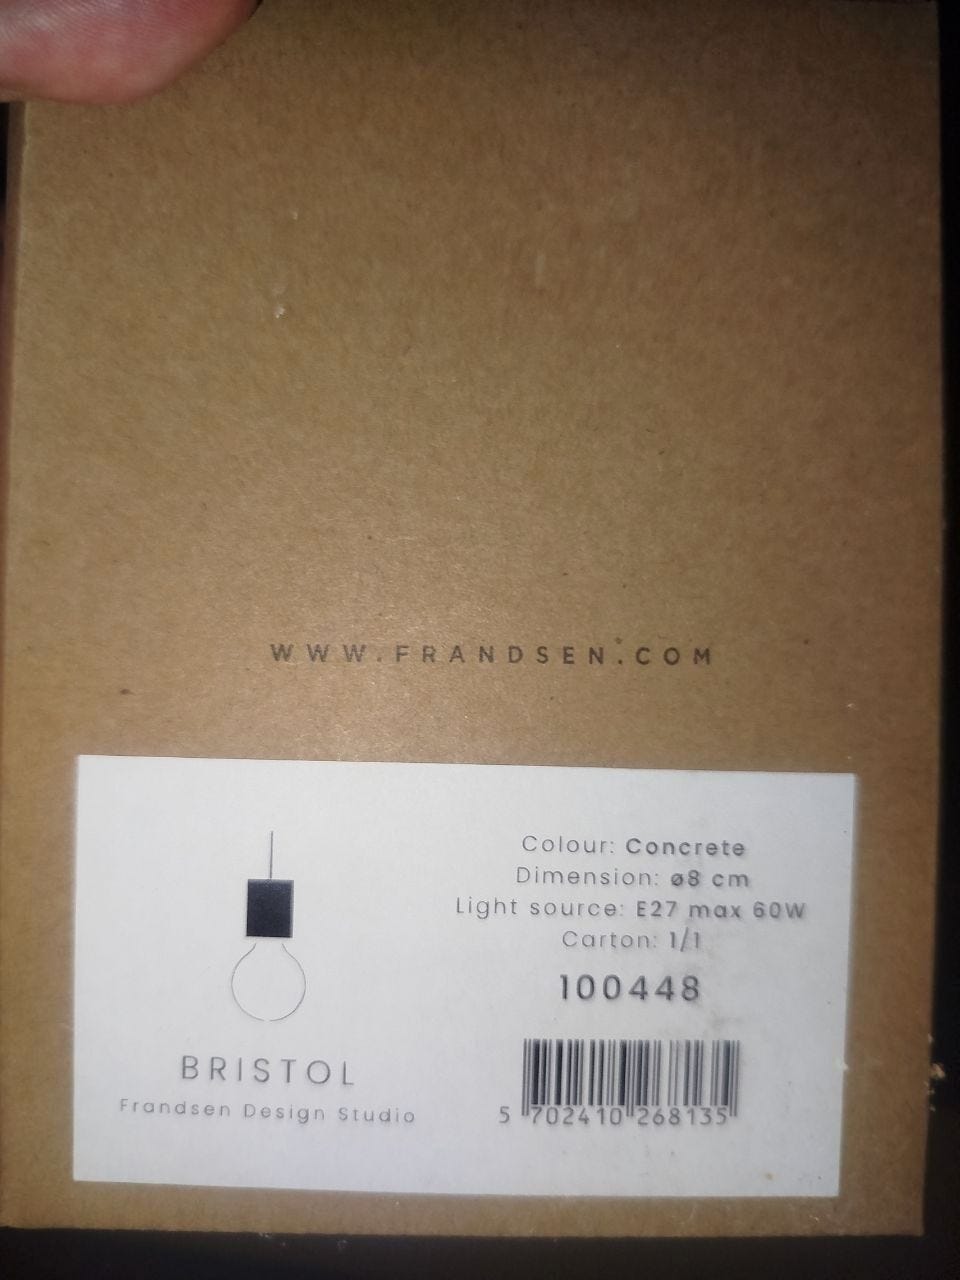 WWW.FRANDSEN.COM
Colour: Concrete
Dimension: ø8 cm
Light source: E27 max 60W
Carton: 1/1
100448
5 702410 268135
BRISTOL
Frandsen Design Studio